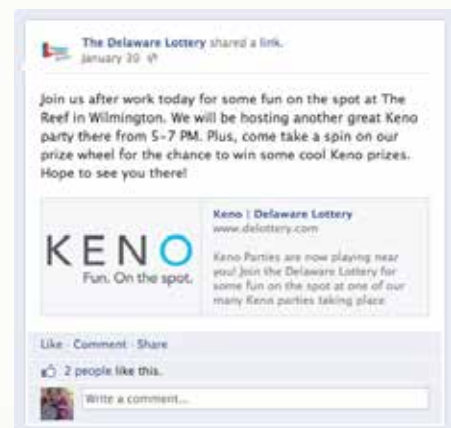 The Delaware Lottery shared a link.
January 30
Join us after work today for some fun on the spot at The
Reef in Wilmington. We will be hosting another great Keno
party there from 5-7 PM. Plus, come take a spin on our
prize wheel for the chance to win some cool Keno prizes.
Hope to see you there!
KENO
Fun. On the spot.
Keno | Delaware Lottery
www.delottery.com
Keno Parties are now playing near
you! Join the Delaware Lottery for
some fun on the spot at one of our
many Keno parties taking place
Like · Comment · Share
2 people like this.
Write a comment...